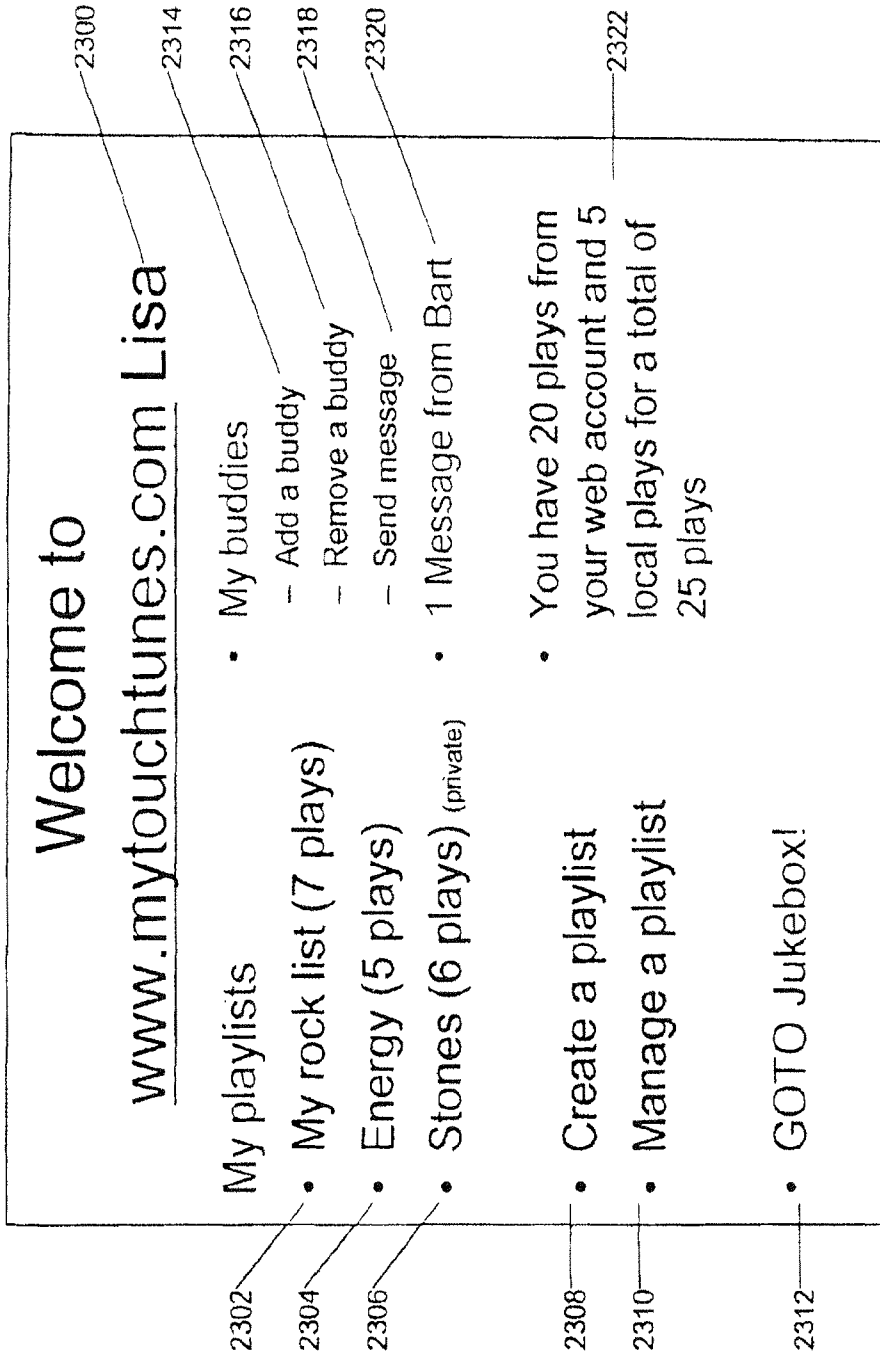 Welcome to
www.mytouchtunes.com Lisa
2300
My playlists
2302
• My rock list (7 plays)
2304
• Energy (5 plays)
2306
• Stones (6 plays) (private)
2308
• Create a playlist
2310
• Manage a playlist
2312
• GOTO Jukebox!
• My buddies
– Add a buddy
2314
– Remove a buddy
2316
– Send message
2318
• 1 Message from Bart
2320
• You have 20 plays from
your web account and 5
local plays for a total of
25 plays
2322